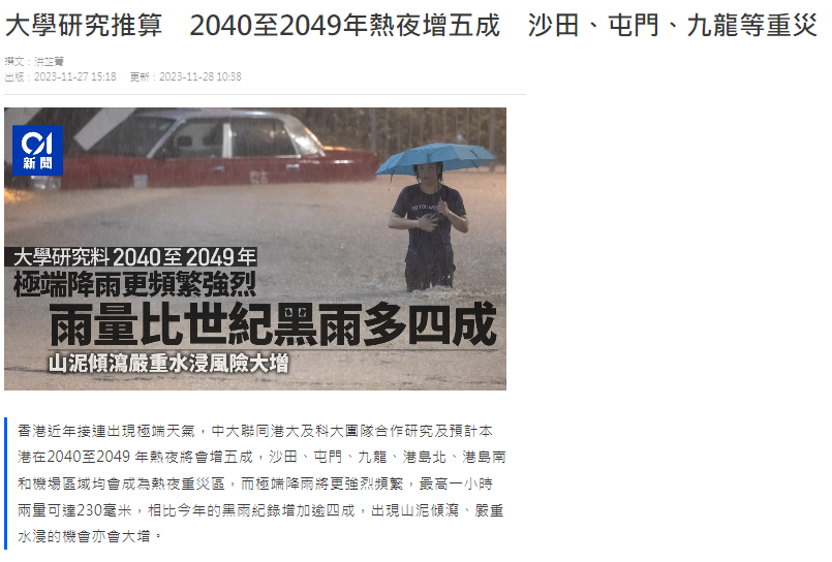 大學研究推算　2040至2049年熱夜增五成　沙田、屯門、九龍等重災
撰文：洪芷菁
出版：2023-11-27 15:18　更新：2023-11-28 10:38
01
新聞
大學研究料2040至2049年
極端降雨更頻繁強烈
雨量比世紀黑雨多四成
山泥傾瀉嚴重水浸風險大增
香港近年接連出現極端天氣，中大聯同港大及科大團隊合作研究及預計本
港在2040至2049 年熱夜將會增五成，沙田、屯門、九龍、港島北、港島南
和機場區域均會成為熱夜重災區，而極端降雨將更強烈頻繁，最高一小時
雨量可達230毫米，相比今年的黑雨紀錄增加逾四成，出現山泥傾瀉、嚴重
水浸的機會亦會大增。